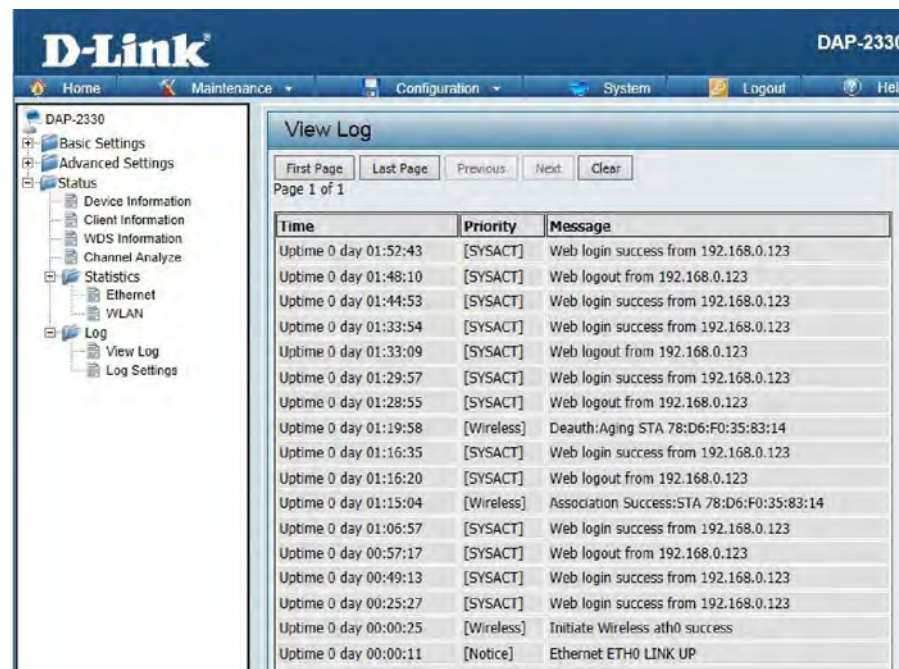 D-Link
DAP-2330
Home Maintenance Configuration System Logout Hel
DAP-2330
Basic Settings
Advanced Settings
Status
Device Information
Client Information
WDS Information
Channel Analyze
Statistics
Ethernet
WLAN
Log
View Log
Log Settings
View Log
First Page Last Page Previous Next Clear
Page 1 of 1
Time Priority Message
Uptime 0 day 01:52:43 [SYSACT] Web login success from 192.168.0.123
Uptime 0 day 01:48:10 [SYSACT] Web logout from 192.168.0.123
Uptime 0 day 01:44:53 [SYSACT] Web login success from 192.168.0.123
Uptime 0 day 01:33:54 [SYSACT] Web login success from 192.168.0.123
Uptime 0 day 01:33:09 [SYSACT] Web logout from 192.168.0.123
Uptime 0 day 01:29:57 [SYSACT] Web login success from 192.168.0.123
Uptime 0 day 01:28:55 [SYSACT] Web logout from 192.168.0.123
Uptime 0 day 01:19:58 [Wireless] Deauth:Aging STA 78:D6:F0:35:83:14
Uptime 0 day 01:16:35 [SYSACT] Web login success from 192.168.0.123
Uptime 0 day 01:16:20 [SYSACT] Web logout from 192.168.0.123
Uptime 0 day 01:15:04 [Wireless] Association Success:STA 78:D6:F0:35:83:14
Uptime 0 day 01:06:57 [SYSACT] Web login success from 192.168.0.123
Uptime 0 day 00:57:17 [SYSACT] Web logout from 192.168.0.123
Uptime 0 day 00:49:13 [SYSACT] Web login success from 192.168.0.123
Uptime 0 day 00:25:27 [SYSACT] Web login success from 192.168.0.123
Uptime 0 day 00:00:25 [Wireless] Initiate Wireless ath0 success
Uptime 0 day 00:00:11 [Notice] Ethernet ETH0 LINK UP